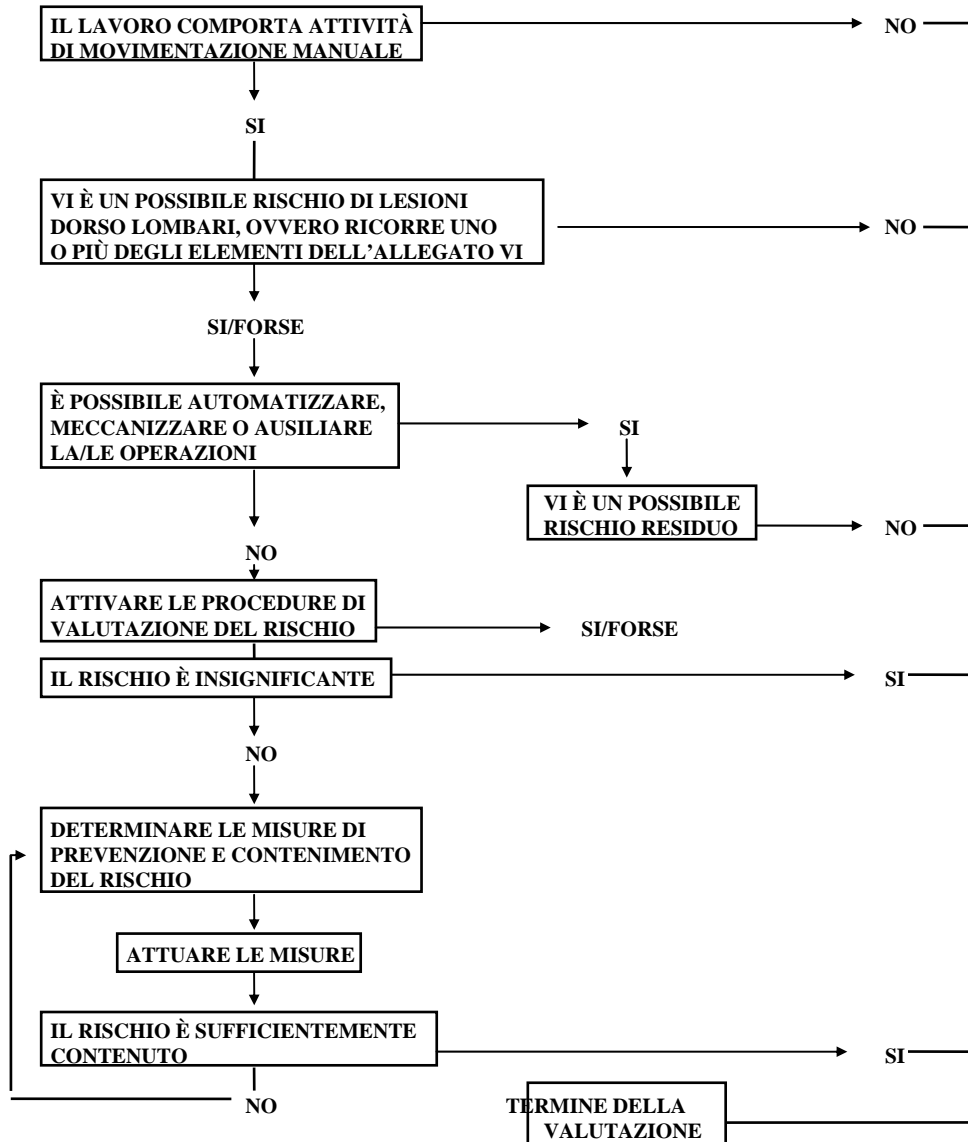 IL LAVORO COMPORTA ATTIVITÀ
DI MOVIMENTAZIONE MANUALE
NO
SI
VI È UN POSSIBILE RISCHIO DI LESIONI
DORSO LOMBARI, OVVERO RICORRE UNO
O PIÙ DEGLI ELEMENTI DELL’ALLEGATO VI
NO
SI/FORSE
È POSSIBILE AUTOMATIZZARE,
MECCANIZZARE O AUSILIARE
LA/LE OPERAZIONI
SI
VI È UN POSSIBILE
RISCHIO RESIDUO
NO
NO
ATTIVARE LE PROCEDURE DI
VALUTAZIONE DEL RISCHIO
SI/FORSE
IL RISCHIO È INSIGNIFICANTE
SI
NO
DETERMINARE LE MISURE DI
PREVENZIONE E CONTENIMENTO
DEL RISCHIO
ATTUARE LE MISURE
IL RISCHIO È SUFFICIENTEMENTE
CONTENUTO
SI
NO
TERMINE DELLA
VALUTAZIONE